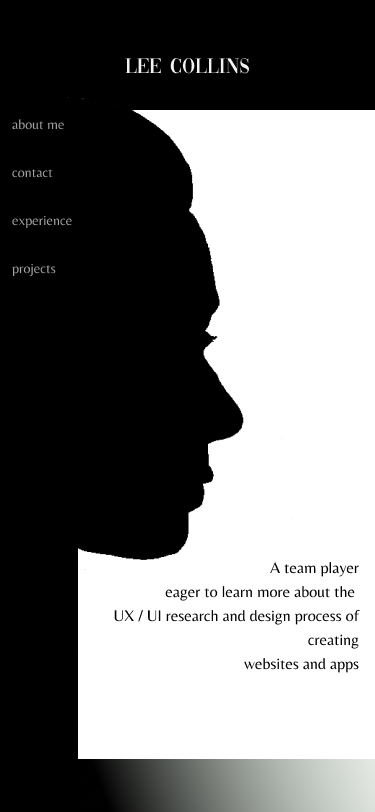 LEE COLLINS
about me
contact
experience
projects
A team player
eager to learn more about the
UX / UI research and design process of
creating
websites and apps